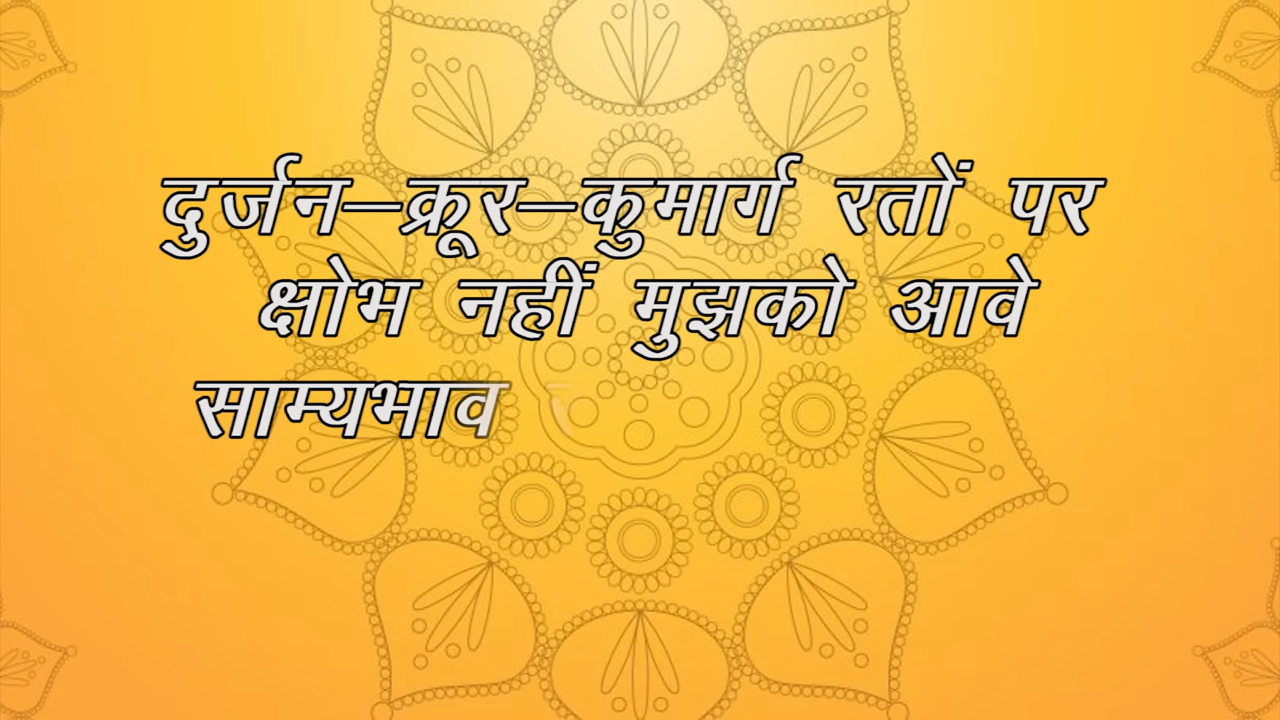 दुर्जन–क्रूर–कुमार्ग रतों पर
क्षोभ नहीं मुझको आवे
साम्यभाव